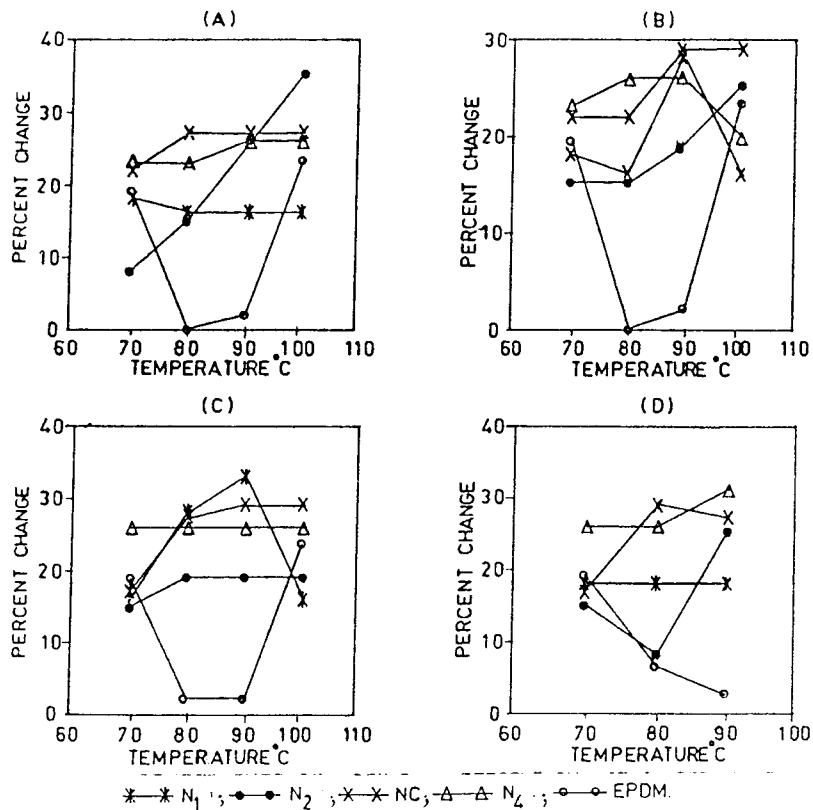 (A)
40
30
20
10
0
PERCENT CHANGE
60 70 80 90 100 110
TEMPERATURE °C
(B)
30
20
10
0
PERCENT CHANGE
60 70 80 90 100 110
TEMPERATURE °C
(C)
40
30
20
10
0
PERCENT CHANGE
60 70 80 90 100 110
TEMPERATURE °C
(D)
40
30
20
10
0
PERCENT CHANGE
60 70 80 90 100
TEMPERATURE °C
N1 ; N2 ; NC; N4 ; EPDM.